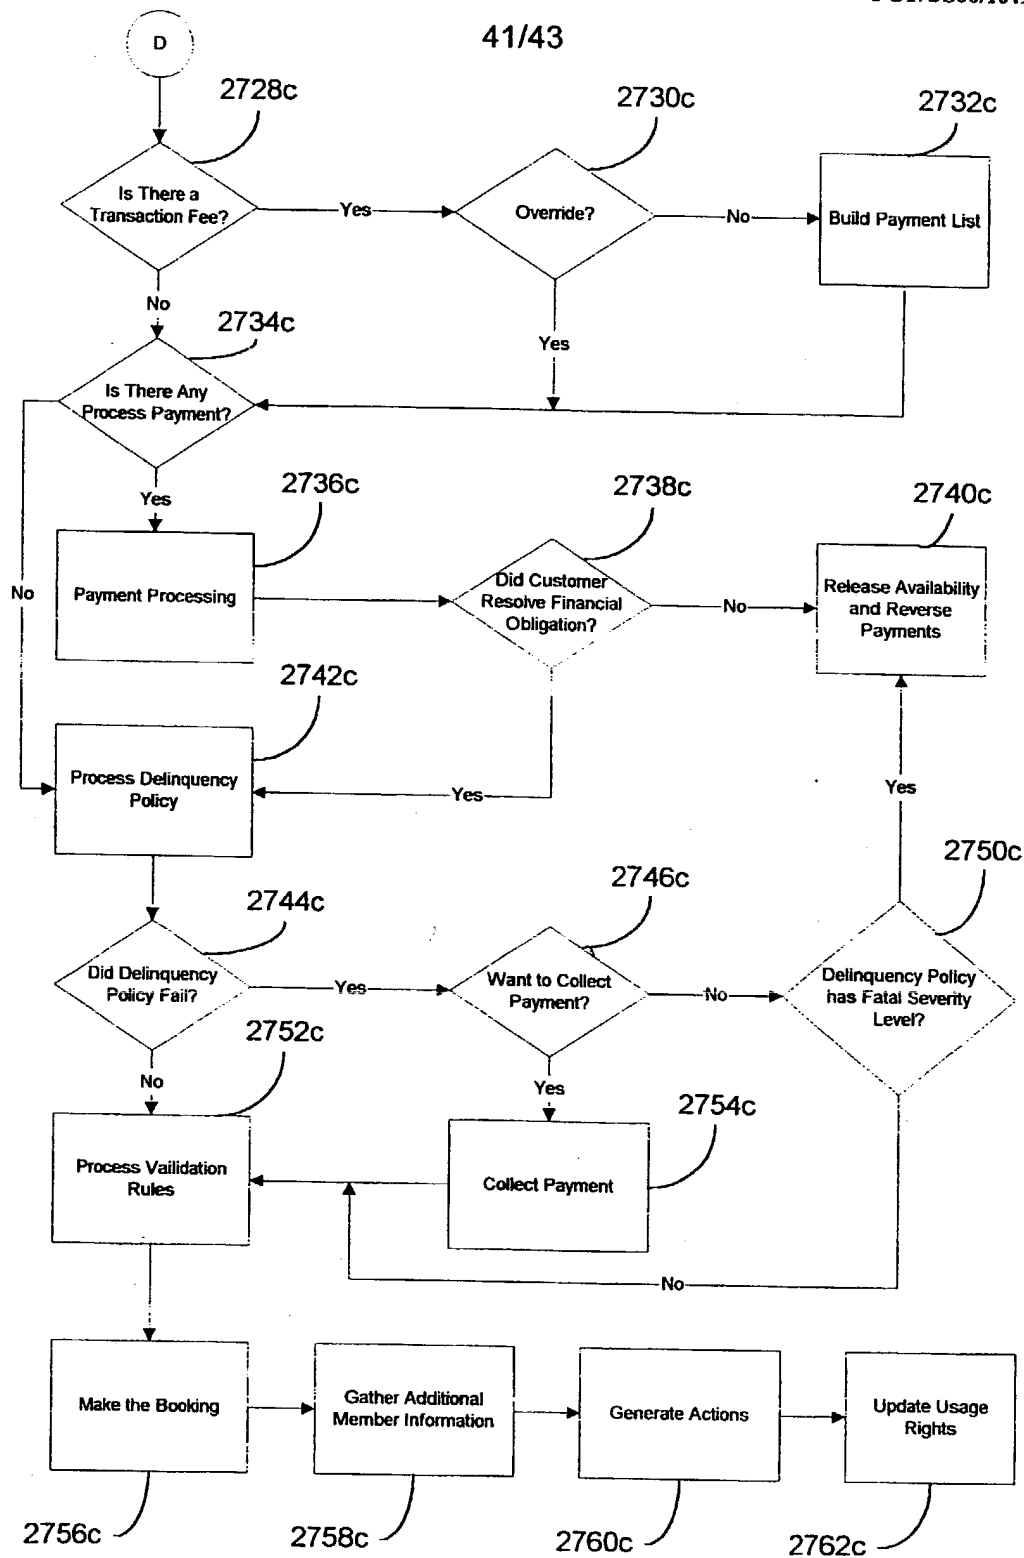 D
41/43
2728c
2730c
2732c
Is There a
Transaction Fee?
Yes
Override?
No
Build Payment List
No
2734c
Yes
Is There Any
Process Payment?
Yes
2736c
2738c
2740c
No
Payment Processing
Did Customer
Resolve Financial
Obligation?
No
Release Availability
and Reverse
Payments
2742c
Process Delinquency
Policy
Yes
Yes
2744c
2746c
2750c
Did Delinquency
Policy Fail?
Yes
Want to Collect
Payment?
No
Delinquency Policy
has Fatal Severity
Level?
2752c
No
Yes
2754c
Process Vailidation
Rules
Collect Payment
No
Make the Booking
Gather Additional
Member Information
Generate Actions
Update Usage
Rights
2756c
2758c
2760c
2762c